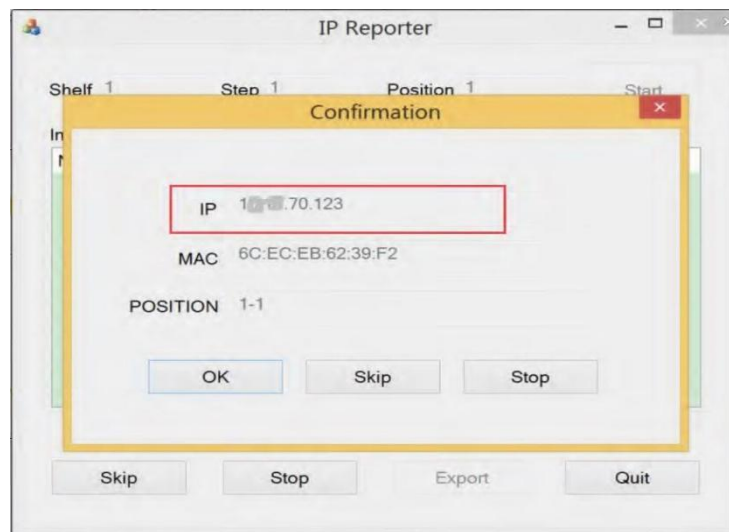 IP Reporter
Shelf 1 Step 1 Position 1 Start
Confirmation
IP .70.123
MAC 6C:EC:EB:62:39:F2
POSITION 1-1
OK Skip Stop
Skip Stop Export Quit